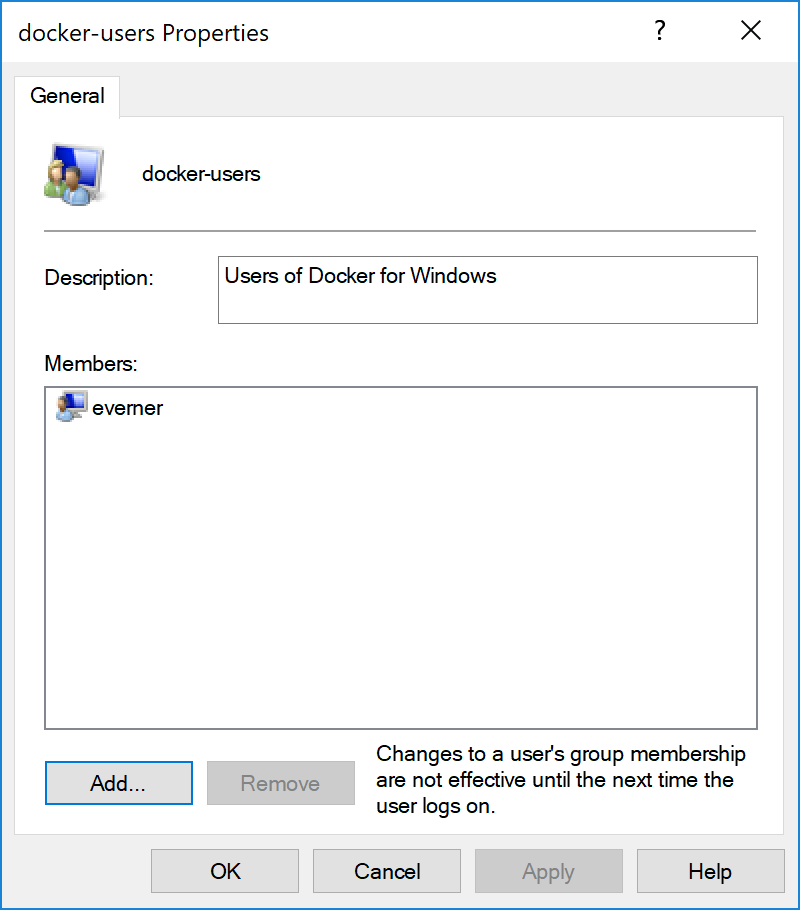 docker-users Properties
?
General
docker-users
Description:
Users of Docker for Windows
Members:
everner
Add...
Remove
Changes to a user's group membership
are not effective until the next time the
user logs on.
OK
Cancel
Apply
Help